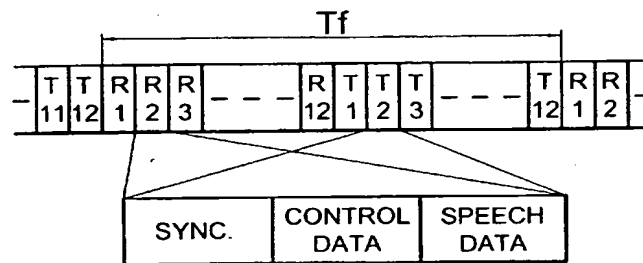 Tf
T T R R R R T T T T R R
11 12 1 2 3 12 1 2 3 12 1 2
SYNC. CONTROL SPEECH
DATA DATA